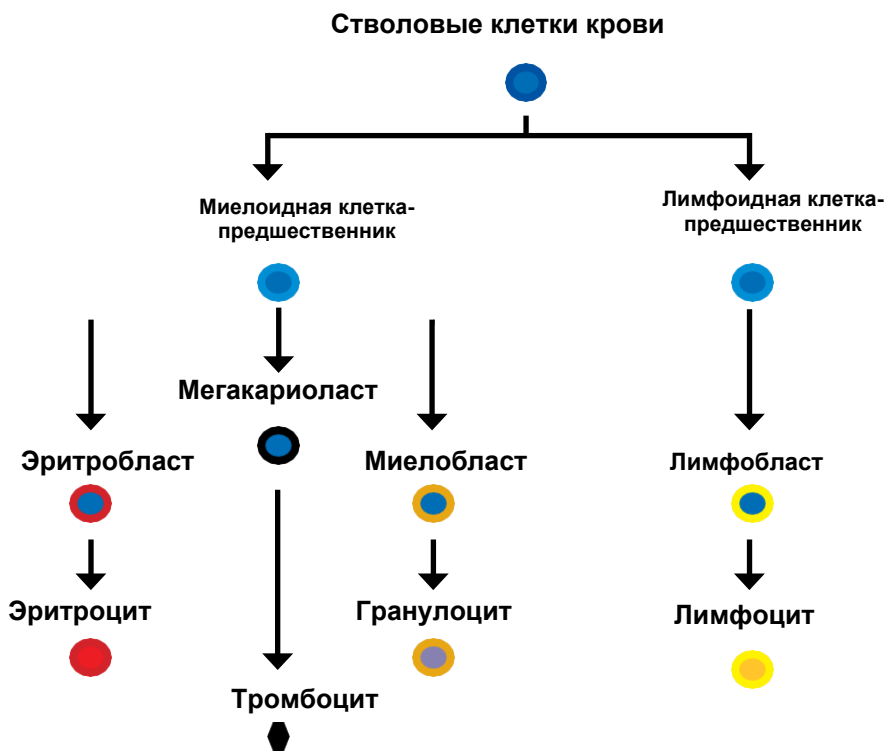 Стволовые клетки крови
Миелоидная клетка-
предшественник
Лимфоидная клетка-
предшественник
Мегакариоласт
Эритробласт
Миелобласт
Лимфобласт
Эритроцит
Гранулоцит
Лимфоцит
Тромбоцит